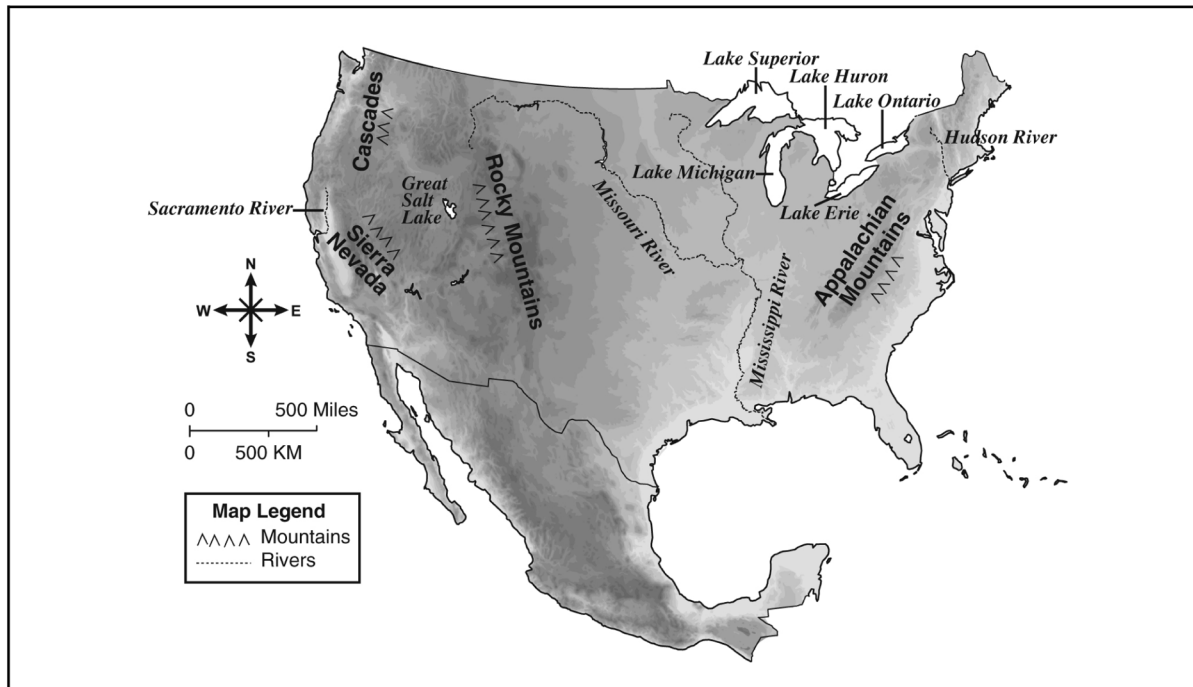 Lake Superior
Lake Huron
Lake Ontario
Hudson River
Cascades
Rocky Mountains
Great
Salt
Lake
Missouri River
Lake Michigan
Lake Erie
Sacramento River
Sierra
Nevada
Appalachian
Mountains
Mississippi River
N
W
E
S
0 500 Miles
0 500 KM
Map Legend
Mountains
Rivers